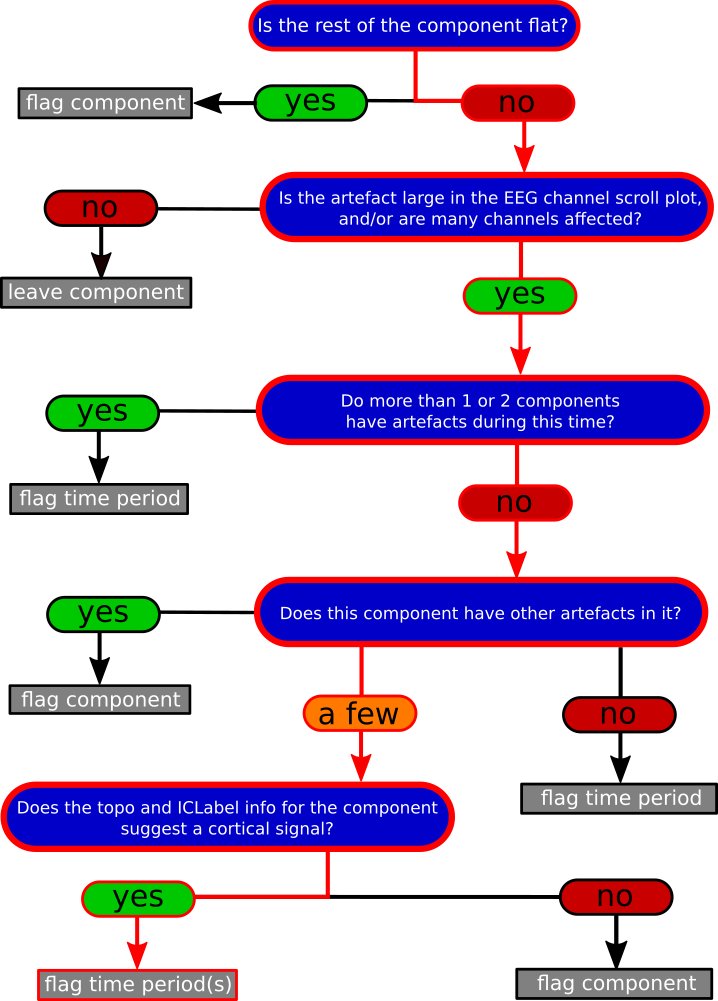 Is the rest of the component flat?
flag component
yes
no
Is the artefact large in the EEG channel scroll plot,
and/or are many channels affected?
no
leave component
yes
Do more than 1 or 2 components
have artefacts during this time?
yes
flag time period
no
Does this component have other artefacts in it?
yes
flag component
a few
no
flag time period
Does the topo and ICLabel info for the component
suggest a cortical signal?
yes
no
flag time period(s)
flag component